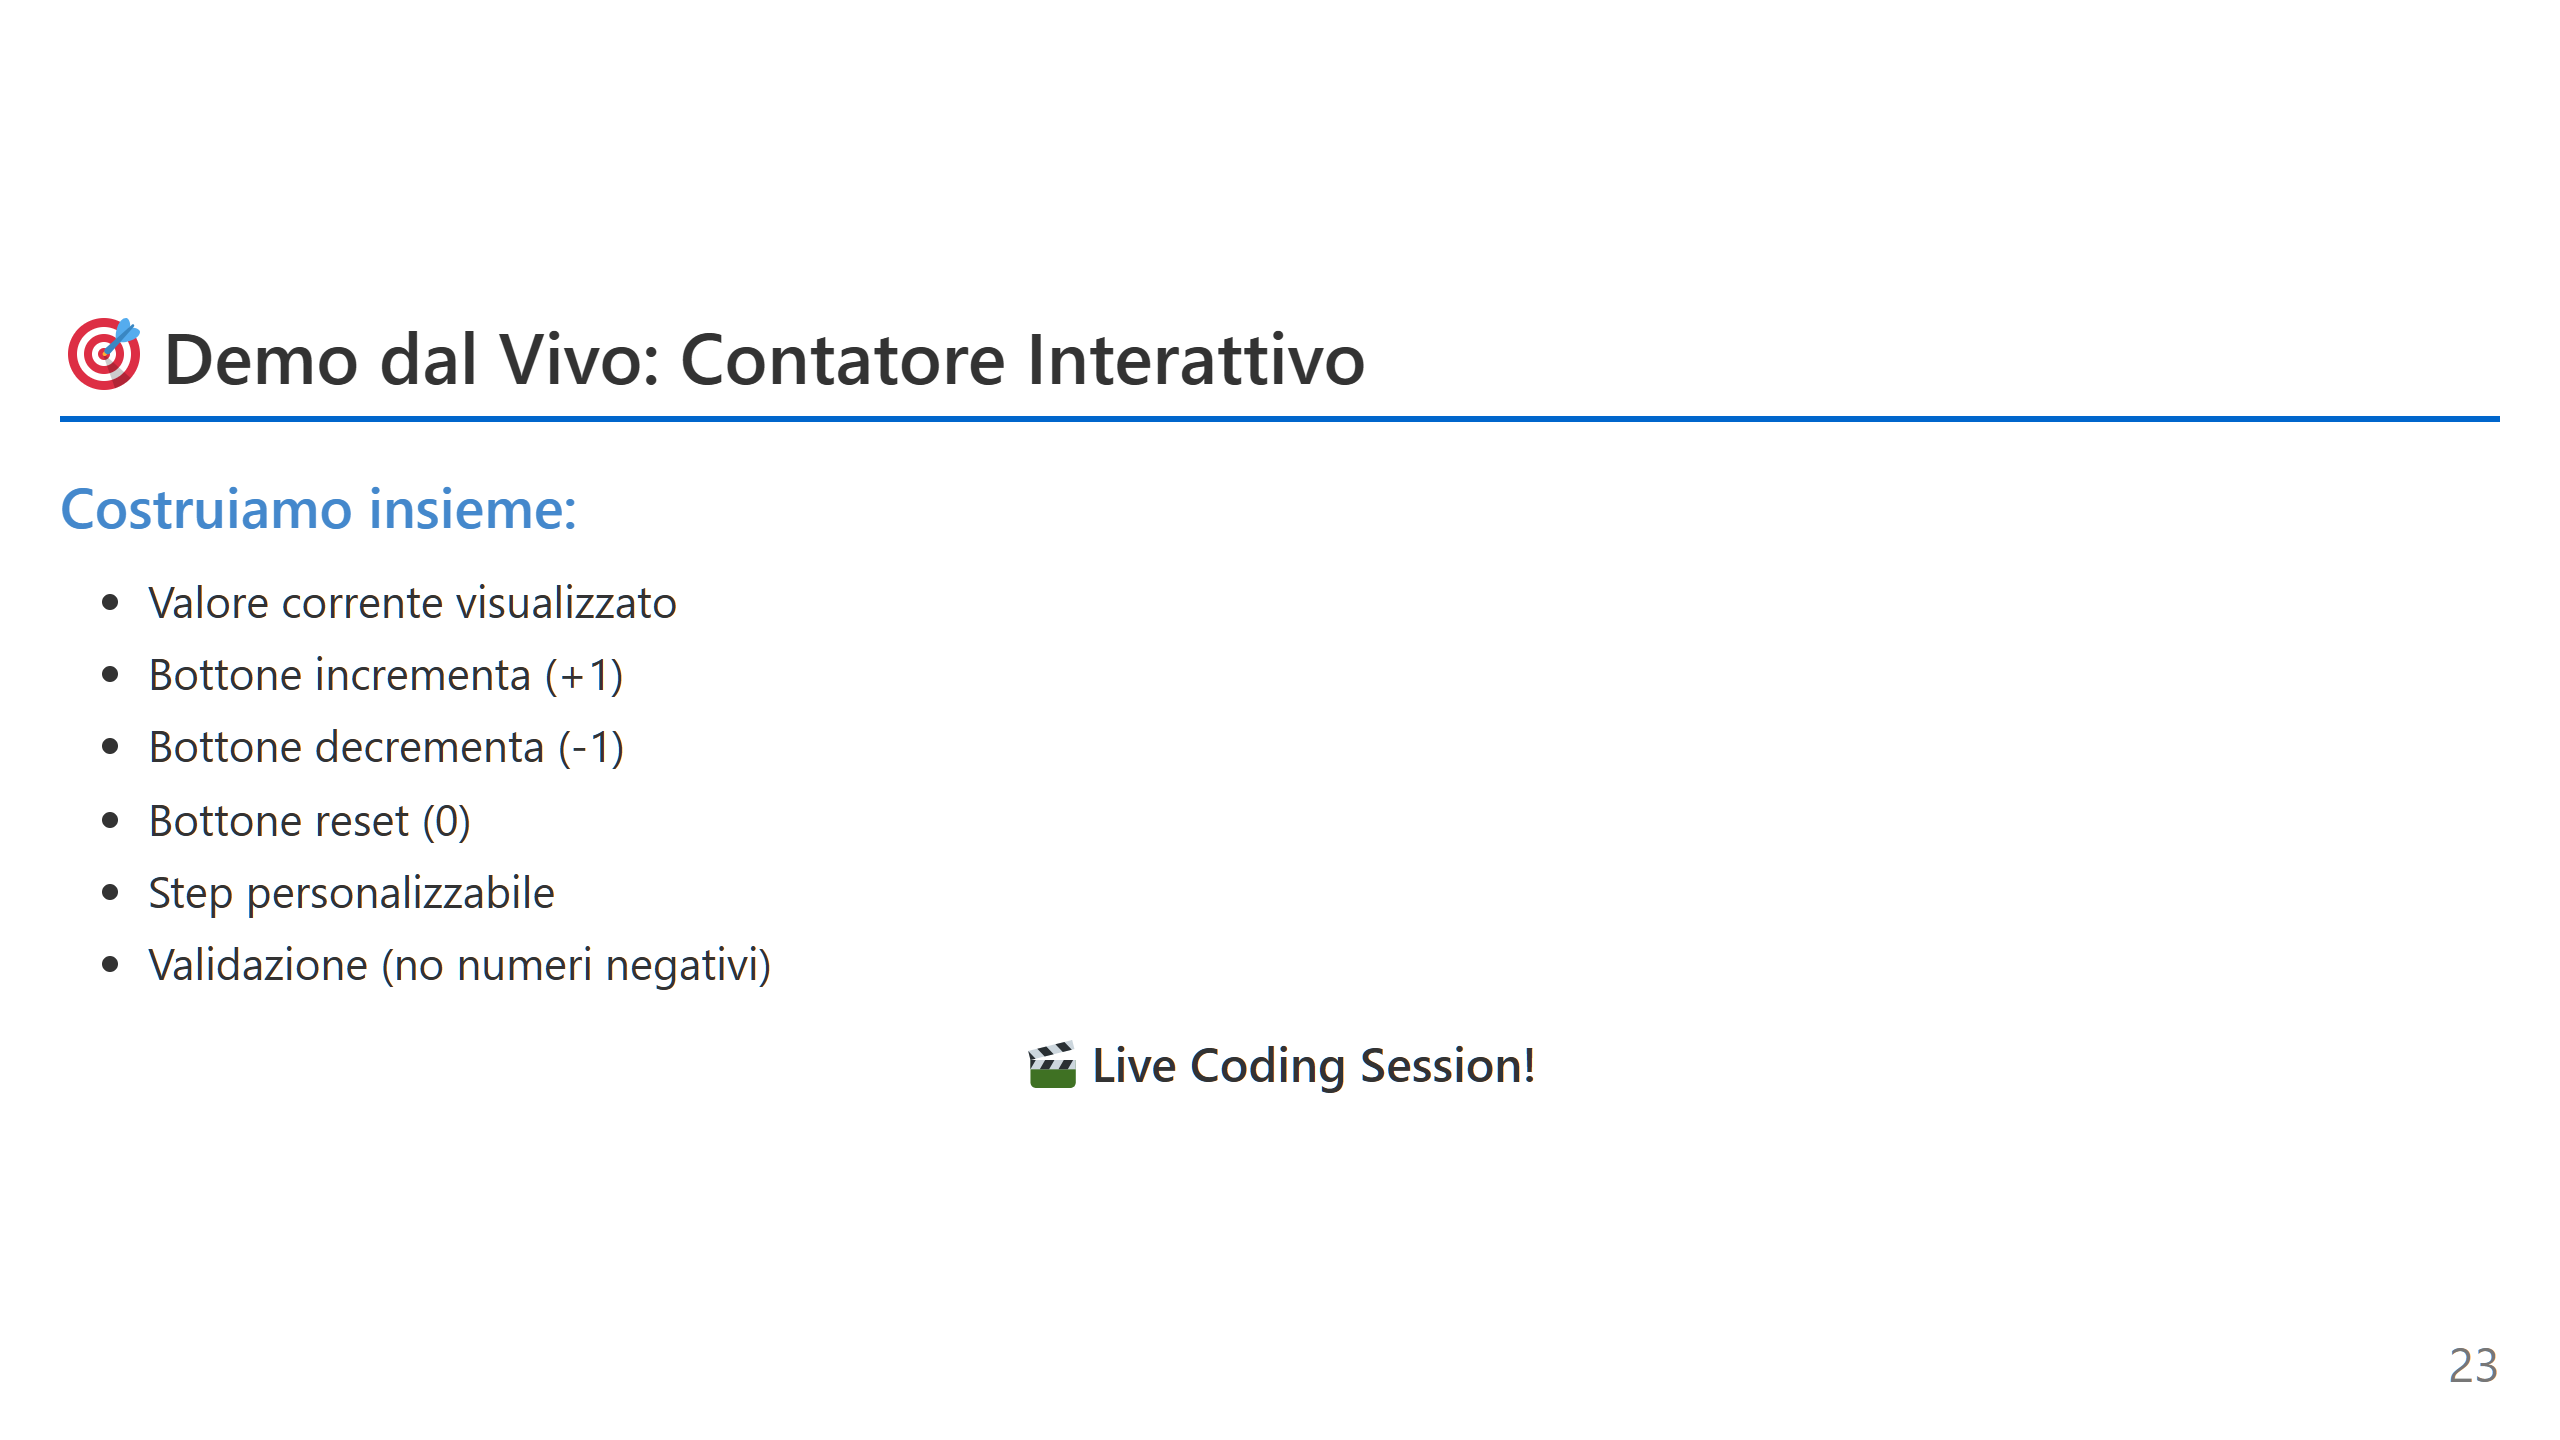 🎯 Demo dal Vivo: Contatore Interattivo
Costruiamo insieme:
• Valore corrente visualizzato
• Bottone incrementa (+1)
• Bottone decrementa (-1)
• Bottone reset (0)
• Step personalizzabile
• Validazione (no numeri negativi)
🎬 Live Coding Session!
23